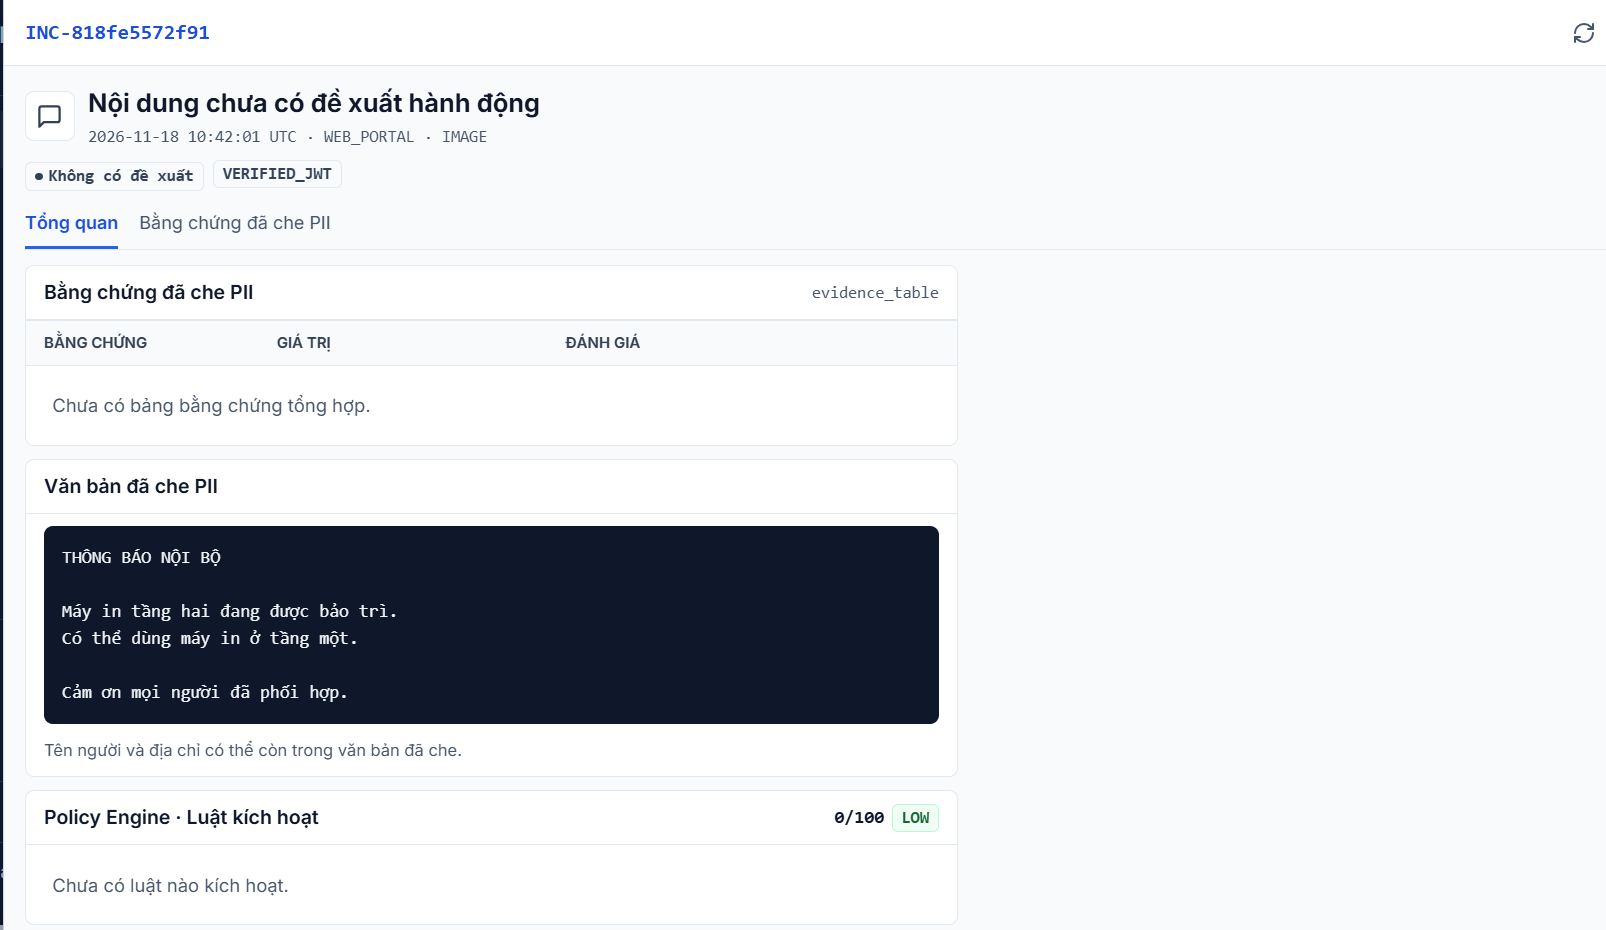 INC-818fe5572f91
Nội dung chưa có đề xuất hành động
2026-11-18 10:42:01 UTC · WEB_PORTAL · IMAGE
Không có đề xuất VERIFIED_JWT
Tổng quan Bằng chứng đã che PII
Bằng chứng đã che PII evidence_table
BẰNG CHỨNG GIÁ TRỊ ĐÁNH GIÁ
Chưa có bảng bằng chứng tổng hợp.
Văn bản đã che PII
THÔNG BÁO NỘI BỘ
Máy in tầng hai đang được bảo trì.
Có thể dùng máy in ở tầng một.
Cảm ơn mọi người đã phối hợp.
Tên người và địa chỉ có thể còn trong văn bản đã che.
Policy Engine · Luật kích hoạt 0/100 LOW
Chưa có luật nào kích hoạt.